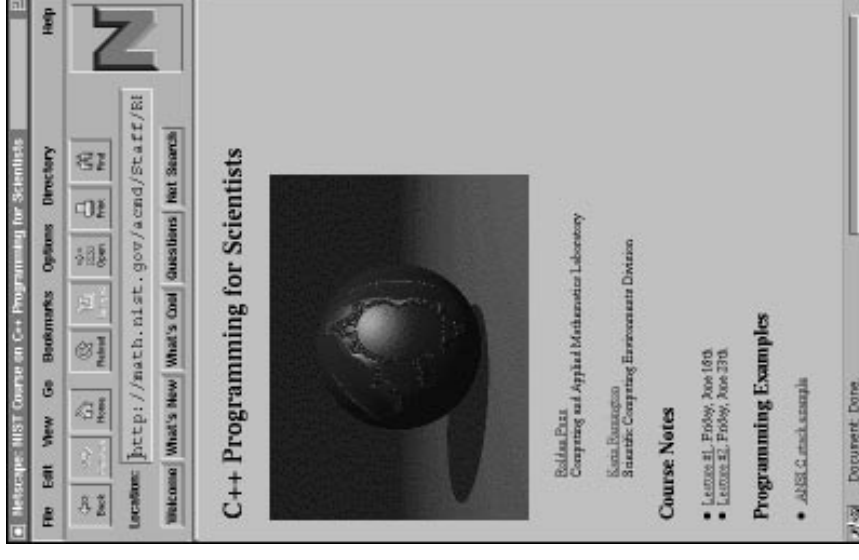 Netscape: NIST Course on C++ Programming for Scientists
File Edit View Go Bookmarks Options Directory Help
Back Home Reload Open Print Find
N
Location: http://math.nist.gov/acmd/Staff/RI
Welcome What's New What's Cool Questions Net Search
C++ Programming for Scientists
Roldan Pozo
Computing and Applied Mathematics Laboratory
Karin Remington
Scientific Computing Environments Division
Course Notes
• Lecture #1, Friday, June 16th
• Lecture #2, Friday, June 23th
Programming Examples
• ANSI C stack example
Document: Done